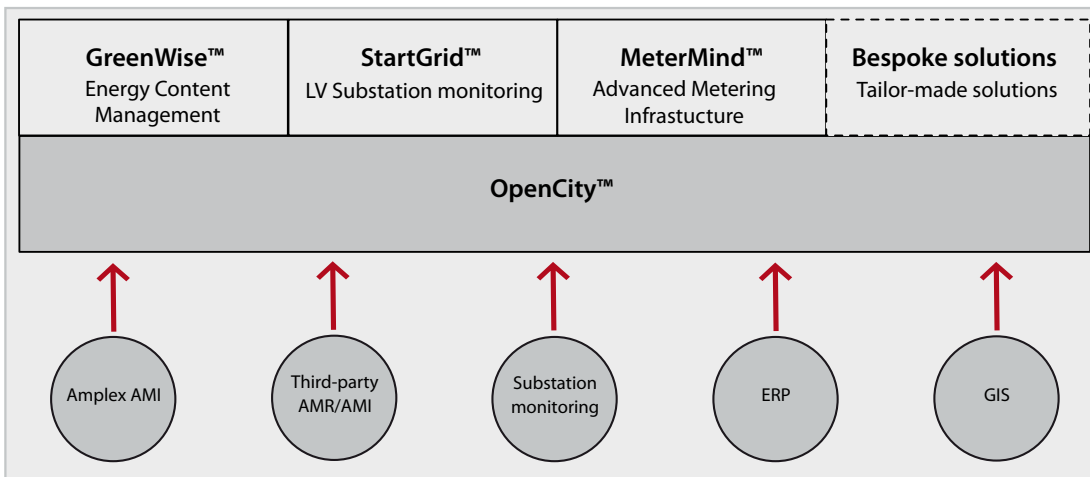 GreenWise™
Energy Content
Management
StartGrid™
LV Substation monitoring
MeterMind™
Advanced Metering
Infrastucture
Bespoke solutions
Tailor-made solutions
OpenCity™
Amplex AMI
Third-party
AMR/AMI
Substation
monitoring
ERP
GIS